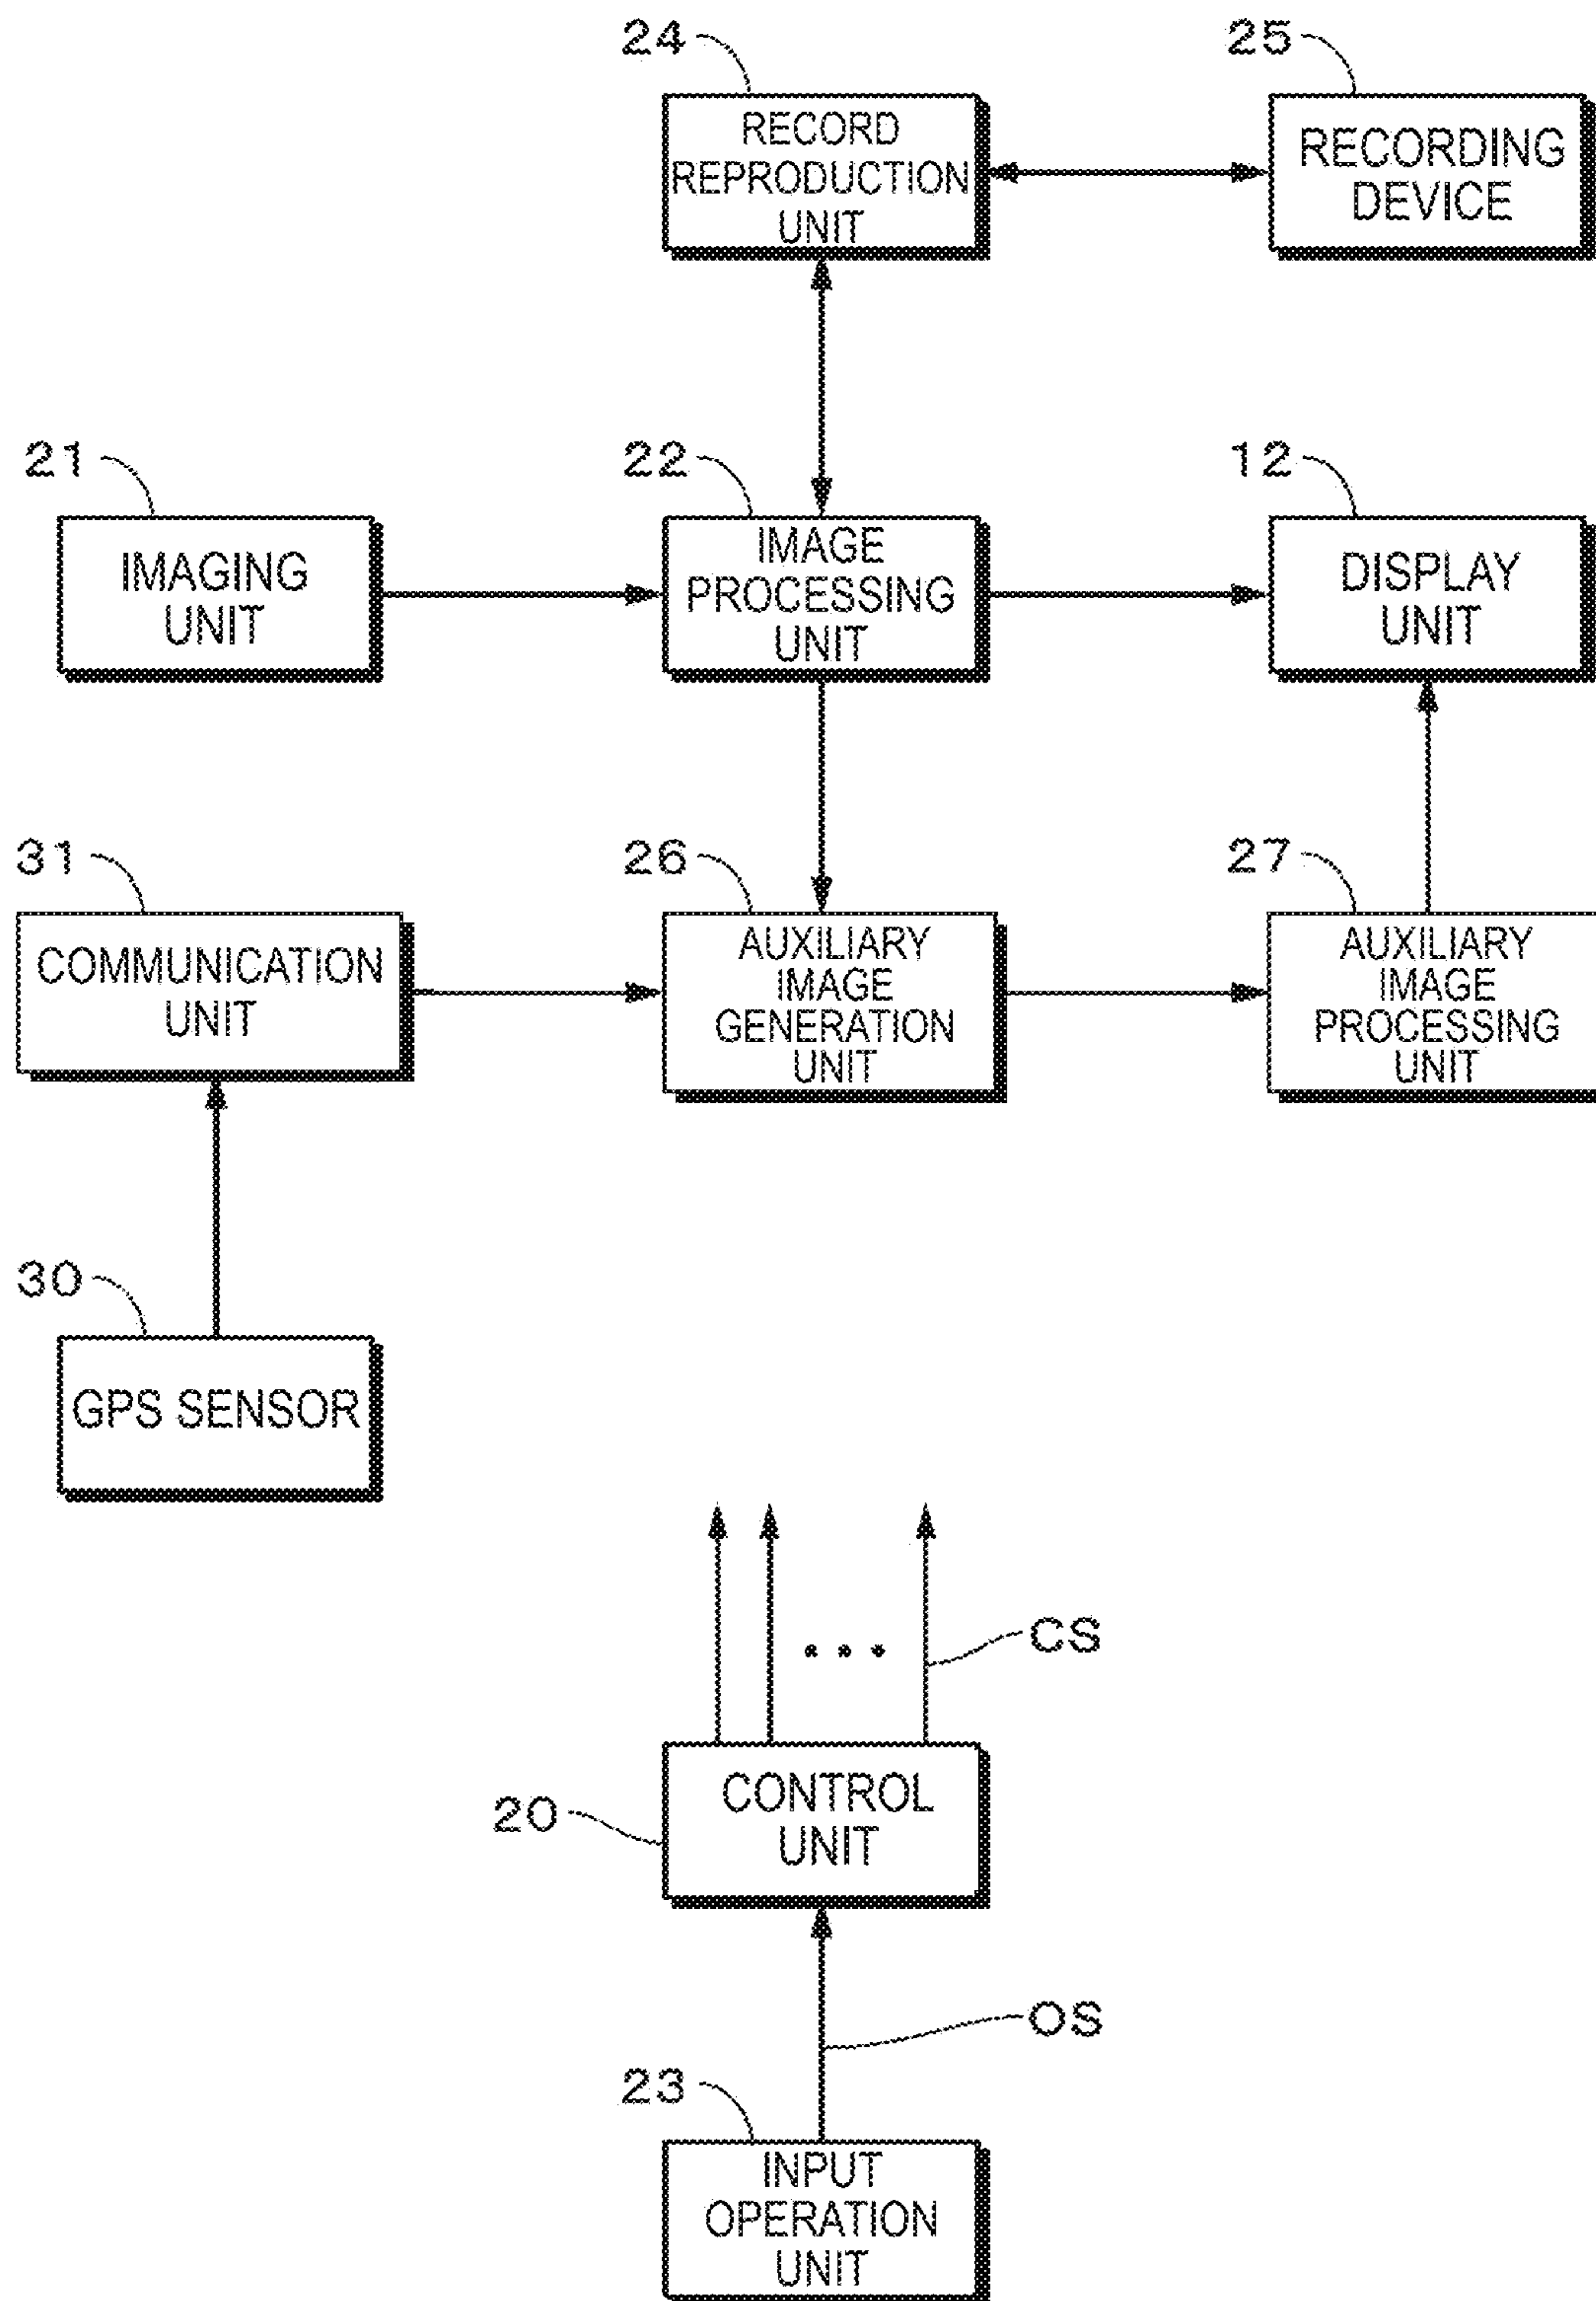 24
25
RECORD
REPRODUCTION
UNIT
RECORDING
DEVICE
21
22
12
IMAGING
UNIT
IMAGE
PROCESSING
UNIT
DISPLAY
UNIT
31
26
27
COMMUNICATION
UNIT
AUXILIARY
IMAGE
GENERATION
UNIT
AUXILIARY
IMAGE
PROCESSING
UNIT
30
GPS SENSOR
CS
20
CONTROL
UNIT
OS
23
INPUT
OPERATION
UNIT